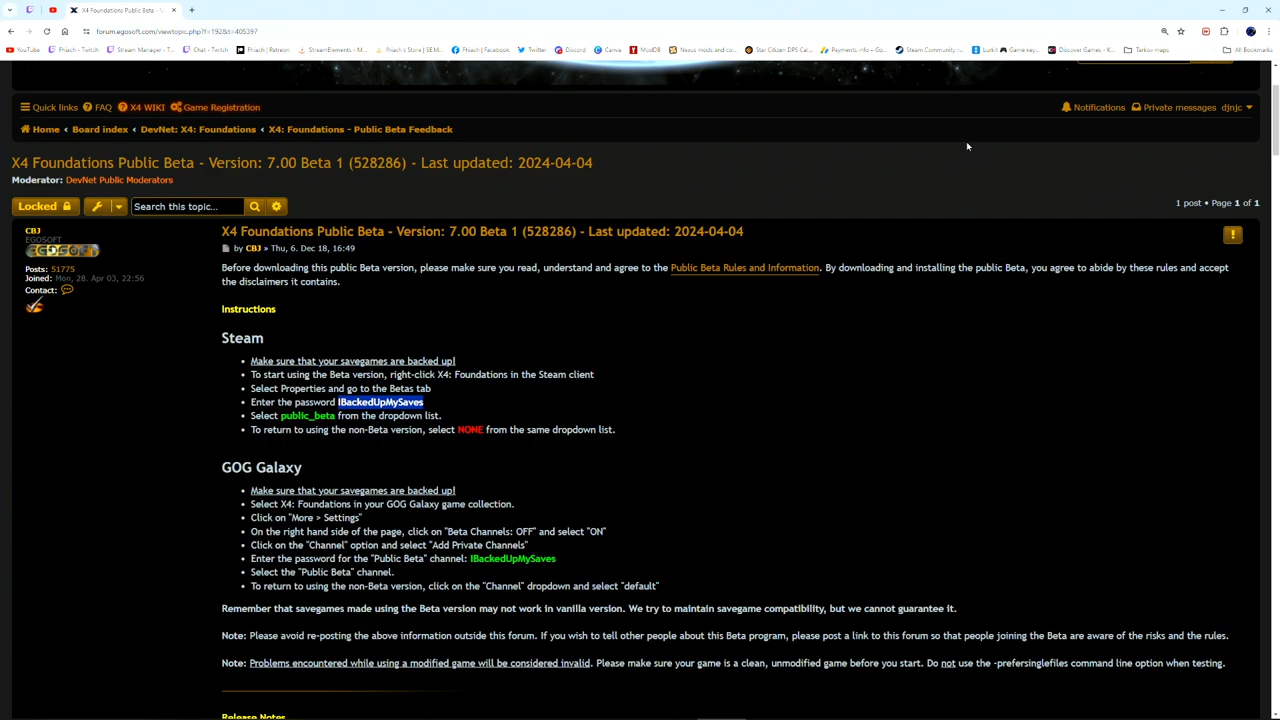 X4 Foundations Public Beta -
forum.egosoft.com/viewtopic.php?f=192&t=405397
YouTube
Fhiach - Twitch
Stream Manager - T...
Chat - Twitch
Fhiach | Patreon
StreamElements - M...
Fhiach's Store | SE M...
Fhiach | Facebook
Twitter
Discord
Canva
ModDB
Nexus mods and co...
Star Citizen DPS Cal...
Payments info – Go...
Steam Community :...
Lurkit 🎮 Game key...
Discover Games - K...
Tarkov maps
All Bookmarks
Quick links
FAQ
X4 WIKI
Game Registration
Notifications
Private messages
djnjc
Home ‹ Board index ‹ DevNet: X4: Foundations ‹ X4: Foundations - Public Beta Feedback
X4 Foundations Public Beta - Version: 7.00 Beta 1 (528286) - Last updated: 2024-04-04
Moderator: DevNet Public Moderators
Locked
Search this topic...
1 post • Page 1 of 1
CBJ
EGOSOFT
EGOSOFT
Posts: 51775
Joined: Mon, 28. Apr 03, 22:56
Contact:
X4 Foundations Public Beta - Version: 7.00 Beta 1 (528286) - Last updated: 2024-04-04
by CBJ » Thu, 6. Dec 18, 16:49
Before downloading this public Beta version, please make sure you read, understand and agree to the Public Beta Rules and Information. By downloading and installing the public Beta, you agree to abide by these rules and accept
the disclaimers it contains.
Instructions
Steam
• Make sure that your savegames are backed up!
• To start using the Beta version, right-click X4: Foundations in the Steam client
• Select Properties and go to the Betas tab
• Enter the password IBackedUpMySaves
• Select public_beta from the dropdown list.
• To return to using the non-Beta version, select NONE from the same dropdown list.
GOG Galaxy
• Make sure that your savegames are backed up!
• Select X4: Foundations in your GOG Galaxy game collection.
• Click on "More > Settings"
• On the right hand side of the page, click on "Beta Channels: OFF" and select "ON"
• Click on the "Channel" option and select "Add Private Channels"
• Enter the password for the "Public Beta" channel: IBackedUpMySaves
• Select the "Public Beta" channel.
• To return to using the non-Beta version, click on the "Channel" dropdown and select "default"
Remember that savegames made using the Beta version may not work in vanilla version. We try to maintain savegame compatibility, but we cannot guarantee it.
Note: Please avoid re-posting the above information outside this forum. If you wish to tell other people about this Beta program, please post a link to this forum so that people joining the Beta are aware of the risks and the rules.
Note: Problems encountered while using a modified game will be considered invalid. Please make sure your game is a clean, unmodified game before you start. Do not use the -prefersinglefiles command line option when testing.
Release Notes